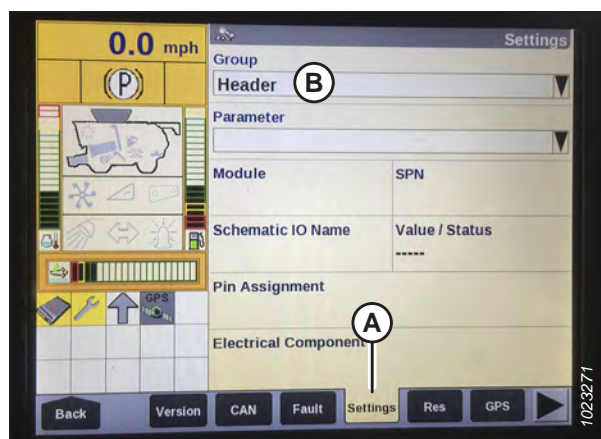 0.0 mph
(P)
GPS
Settings
Group
Header
B
Parameter
Module
SPN
Schematic IO Name
Value / Status
-----
Pin Assignment
A
Electrical Component
Back
Version
CAN
Fault
Settings
Res
GPS
1023271